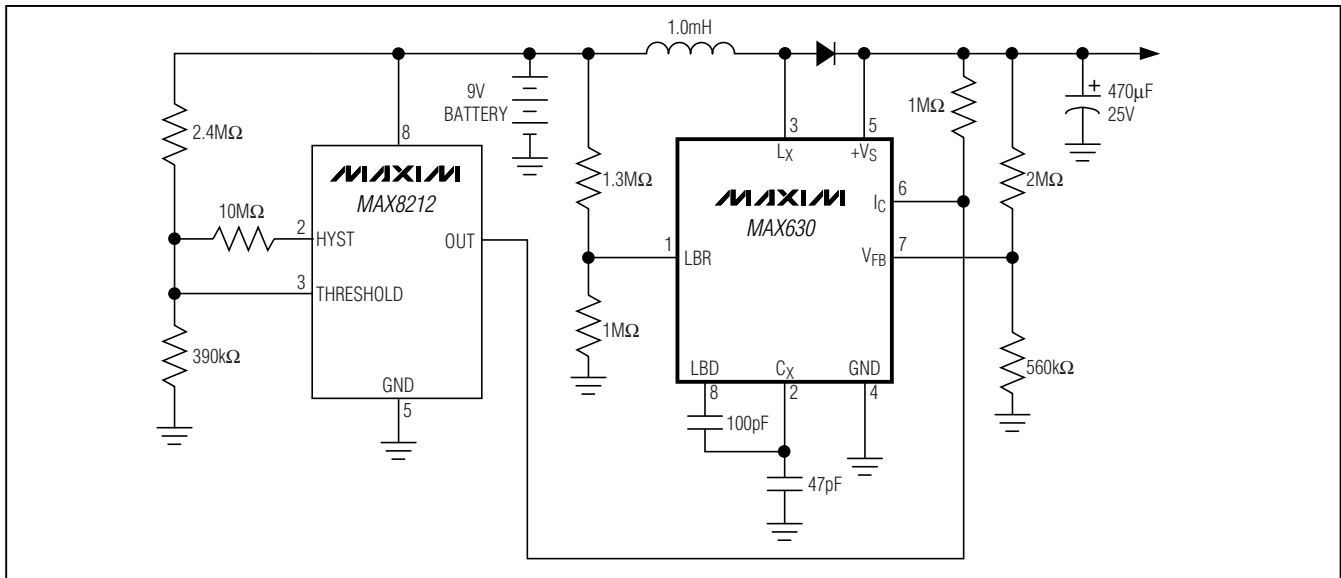 1.0mH
9V
BATTERY
2.4MΩ
8
MAXIM
MAX8212
10MΩ
2
HYST
OUT
3
THRESHOLD
390kΩ
GND
5
1.3MΩ
1MΩ
3
LX
5
+VS
MAXIM
MAX630
1
LBR
6
IC
7
VFB
LBD
8
CX
2
GND
4
100pF
47pF
1MΩ
2MΩ
560kΩ
+
470μF
25V